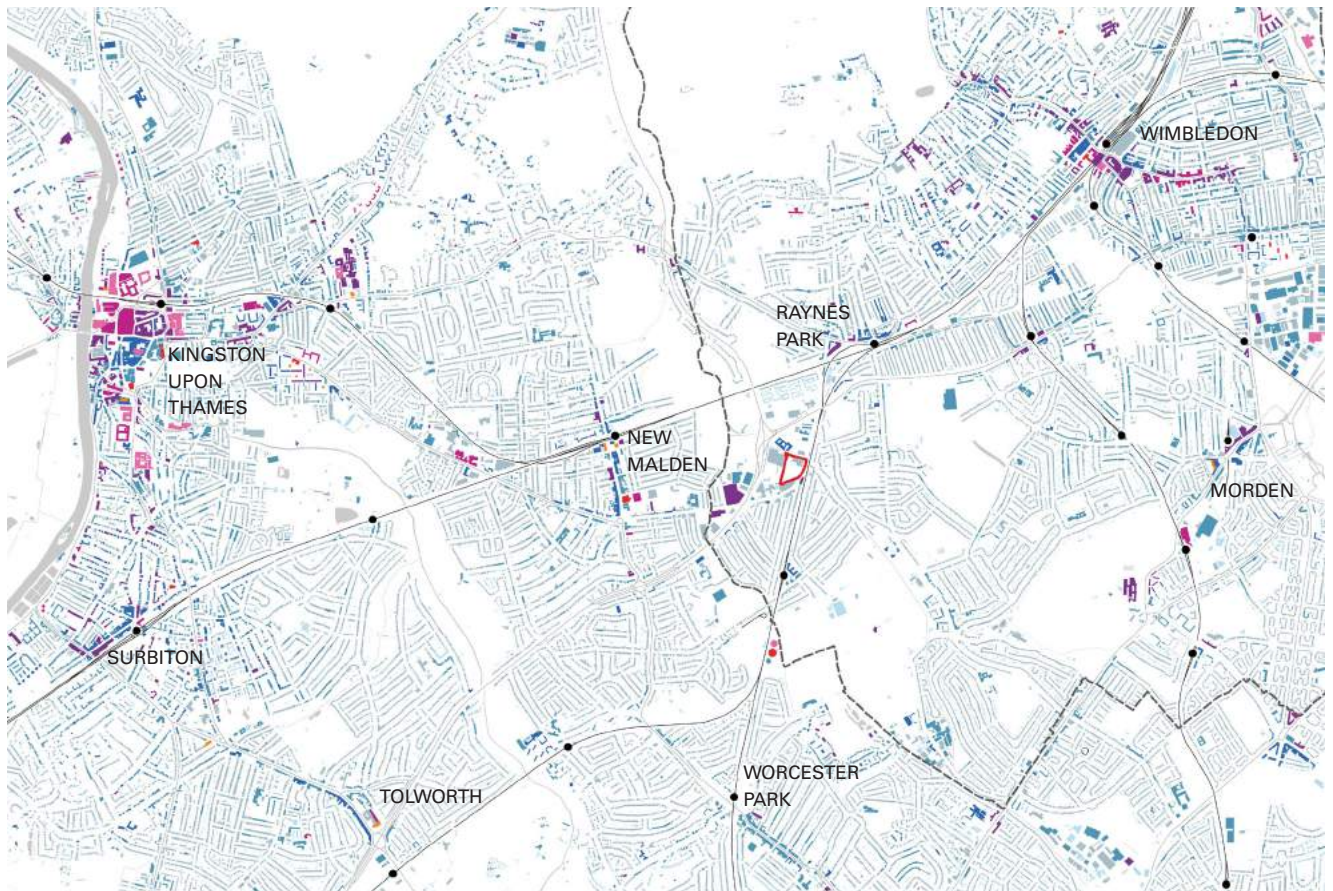 WIMBLEDON
RAYNES
PARK
KINGSTON
UPON
THAMES
NEW
MALDEN
MORDEN
SURBITON
WORCESTER
PARK
TOLWORTH